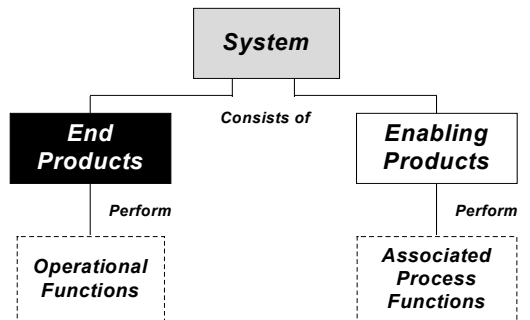 System
Consists of
End
Products
Enabling
Products
Perform
Perform
Operational
Functions
Associated
Process
Functions